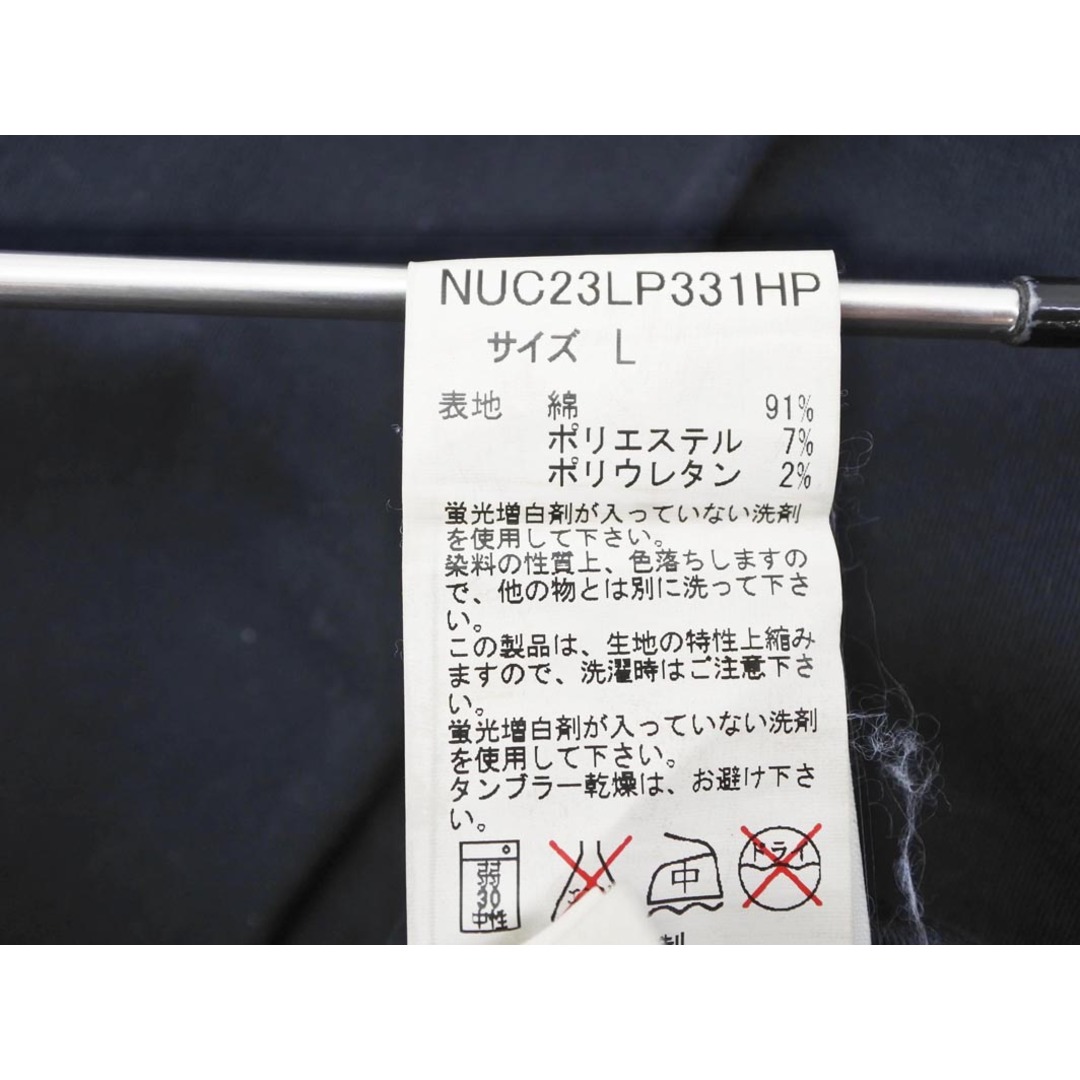 NUC23LP331HP
サイズ L
表地 綿 91%
ポリエステル 7%
ポリウレタン 2%
蛍光増白剤が入っていない洗剤
を使用して下さい。
染料の性質上、色落ちしますの
で、他の物とは別に洗って下さ
い。
この製品は、生地の特性上縮み
ますので、洗濯時はご注意下さ
い。
蛍光増白剤が入っていない洗剤
を使用して下さい。
タンブラー乾燥は、お避け下さ
い。
弱
30
中性
中
ドライ